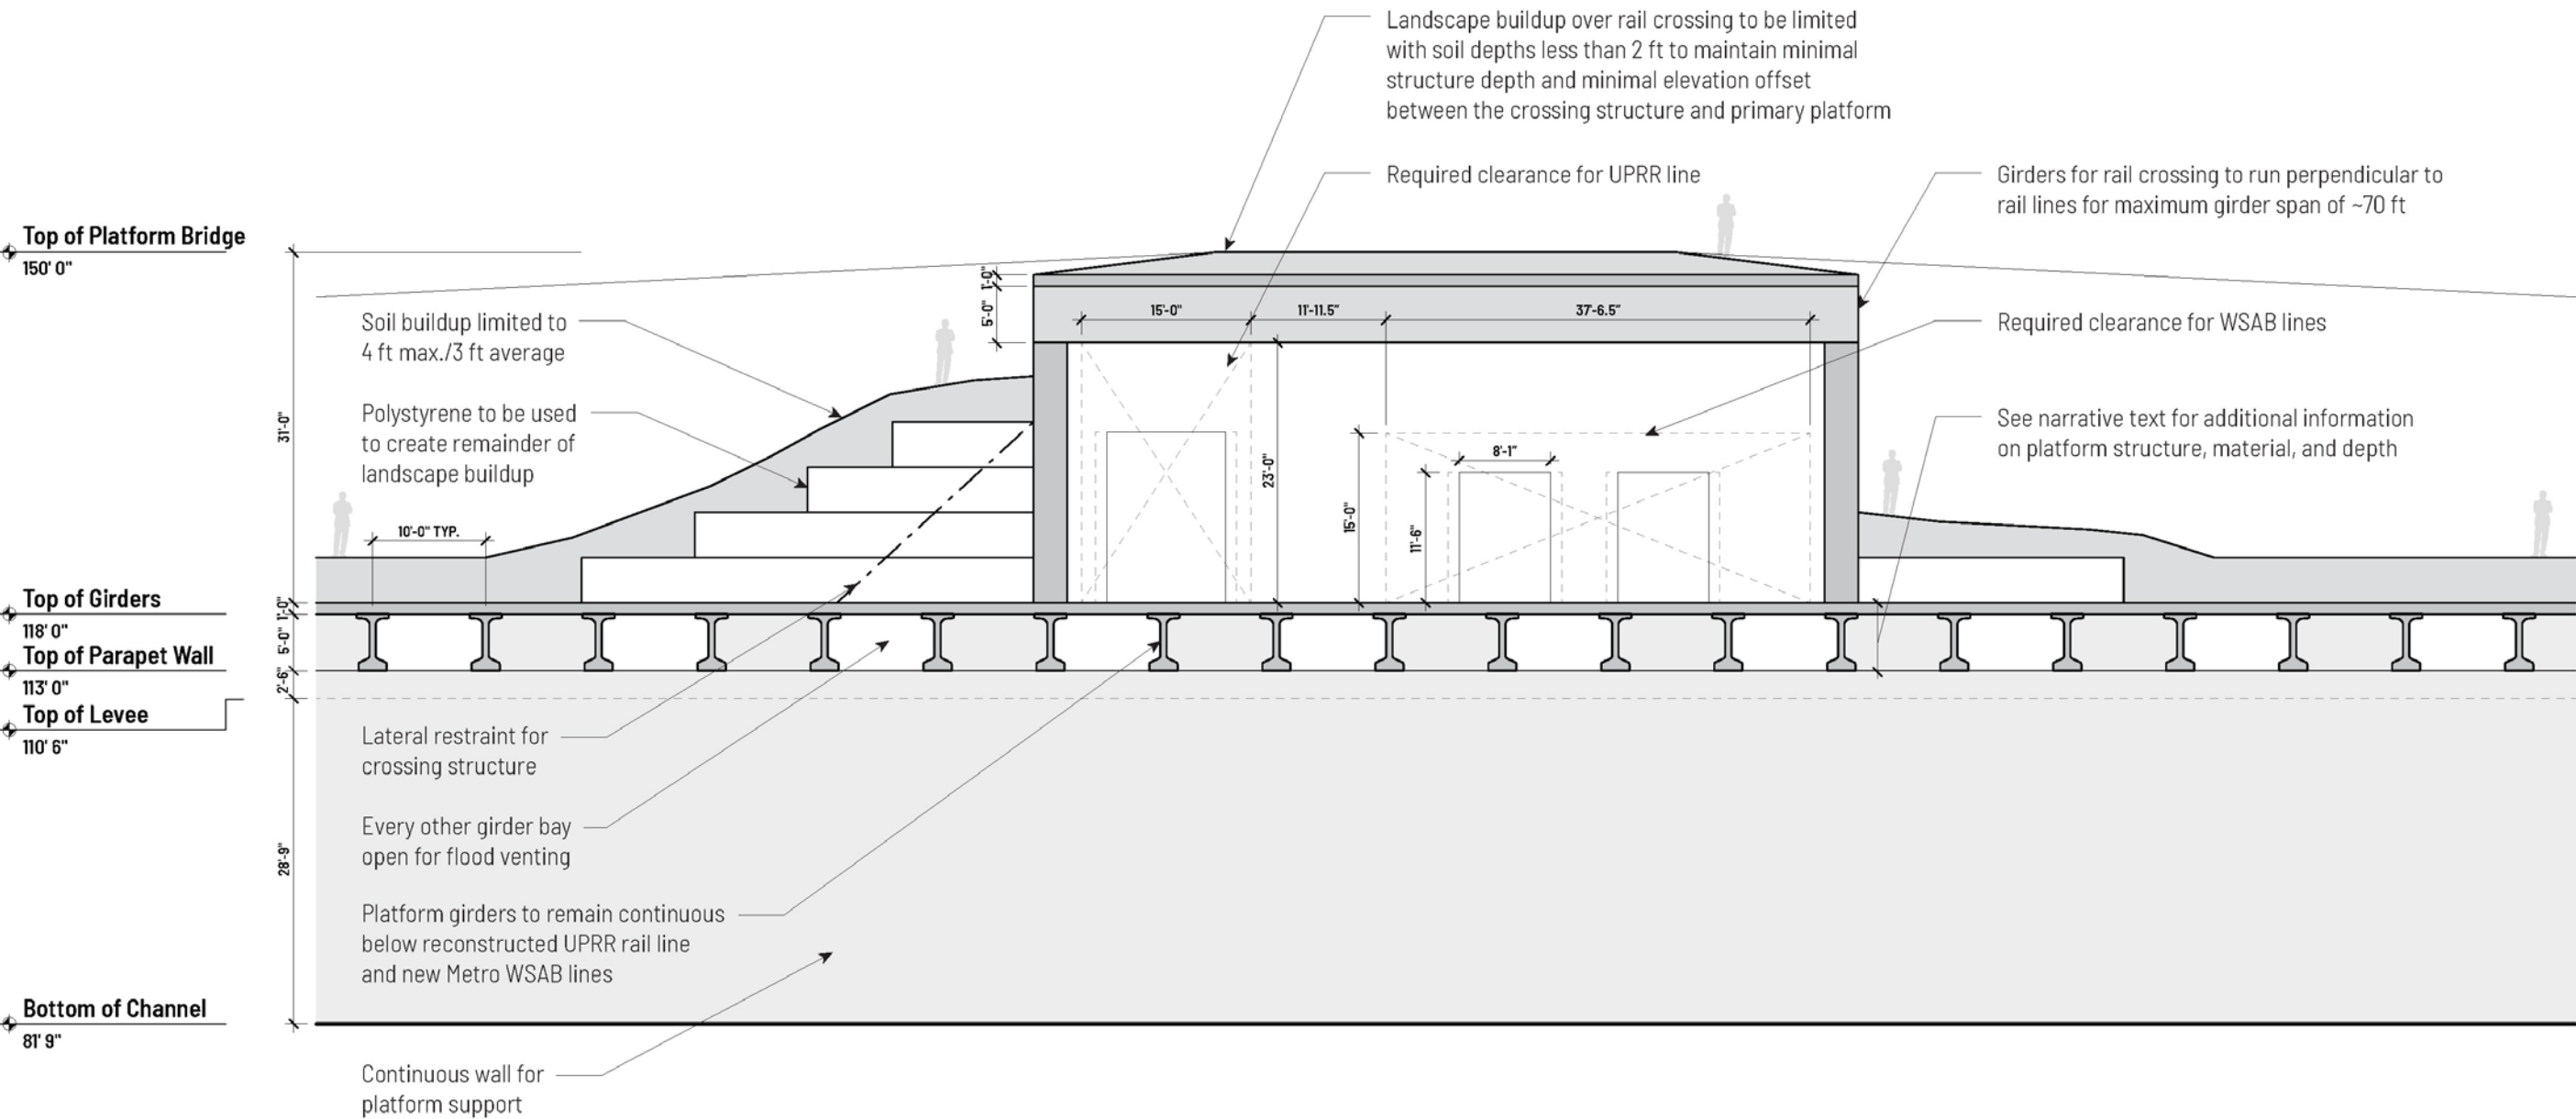 Landscape buildup over rail crossing to be limited
with soil depths less than 2 ft to maintain minimal
structure depth and minimal elevation offset
between the crossing structure and primary platform
Required clearance for UPRR line
Girders for rail crossing to run perpendicular to
rail lines for maximum girder span of ~70 ft
Top of Platform Bridge
150' 0"
1'-0"
5'-0"
15'-0"
11'-11.5"
37'-6.5"
Soil buildup limited to
4 ft max./3 ft average
Required clearance for WSAB lines
Polystyrene to be used
to create remainder of
landscape buildup
See narrative text for additional information
on platform structure, material, and depth
31'-0"
23'-0"
15'-0"
11'-6"
8'-1"
10'-0" TYP.
Top of Girders
118' 0"
1'-0"
5'-0"
Top of Parapet Wall
113' 0"
2'-6"
Top of Levee
110' 6"
Lateral restraint for
crossing structure
Every other girder bay
open for flood venting
28'-9"
Platform girders to remain continuous
below reconstructed UPRR rail line
and new Metro WSAB lines
Bottom of Channel
81' 9"
Continuous wall for
platform support